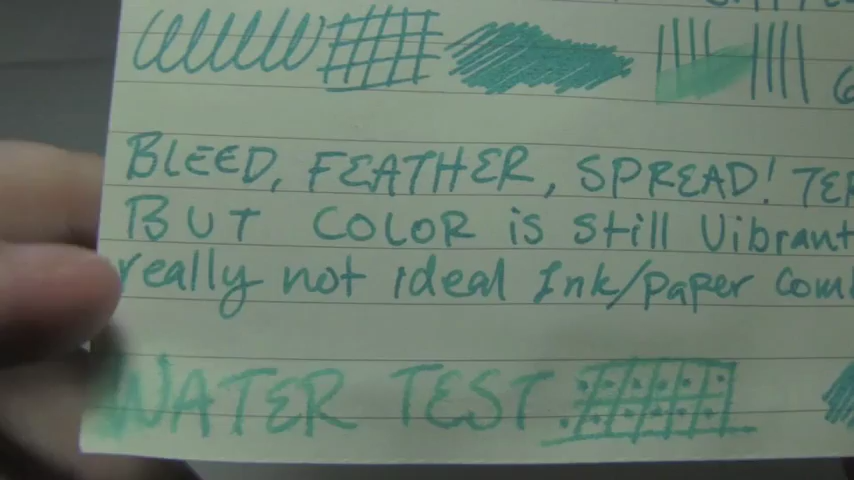 BLEED, FEATHER, SPREAD!
BUT COLOR is still Vibrant
really not ideal Ink/paper
WATER TEST